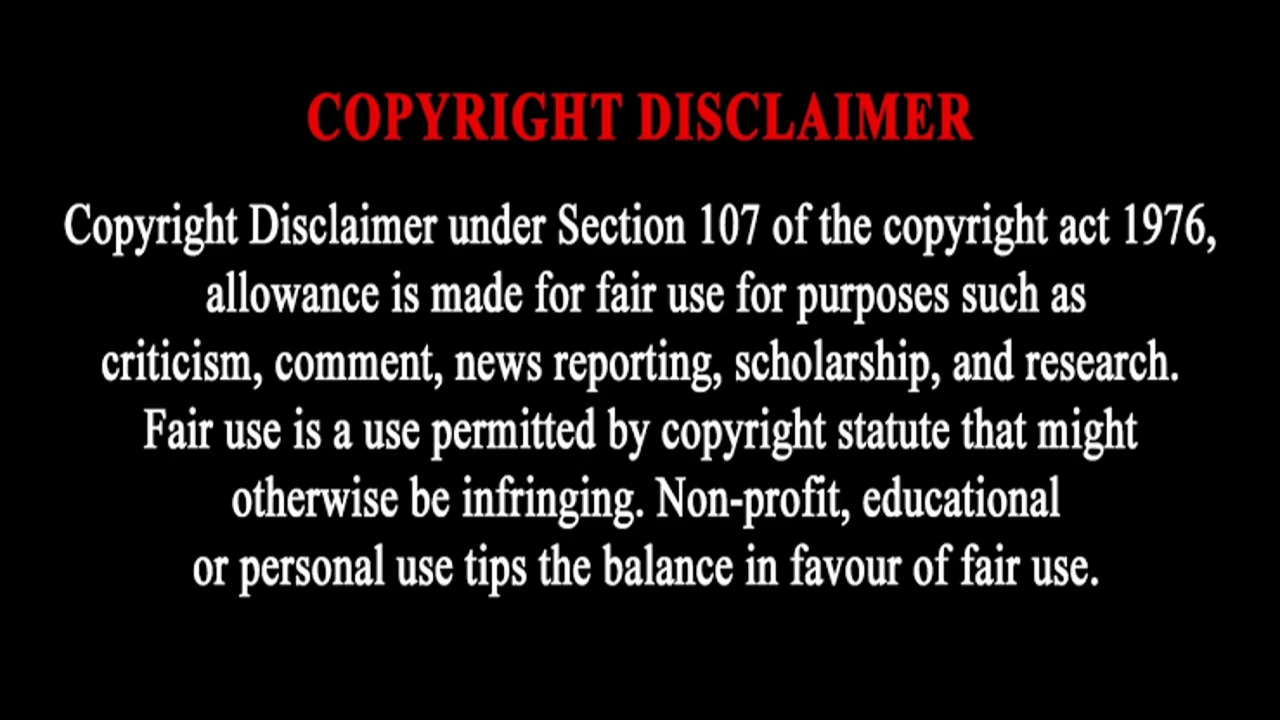 COPYRIGHT DISCLAIMER
Copyright Disclaimer under Section 107 of the copyright act 1976,
allowance is made for fair use for purposes such as
criticism, comment, news reporting, scholarship, and research.
Fair use is a use permitted by copyright statute that might
otherwise be infringing. Non-profit, educational
or personal use tips the balance in favour of fair use.